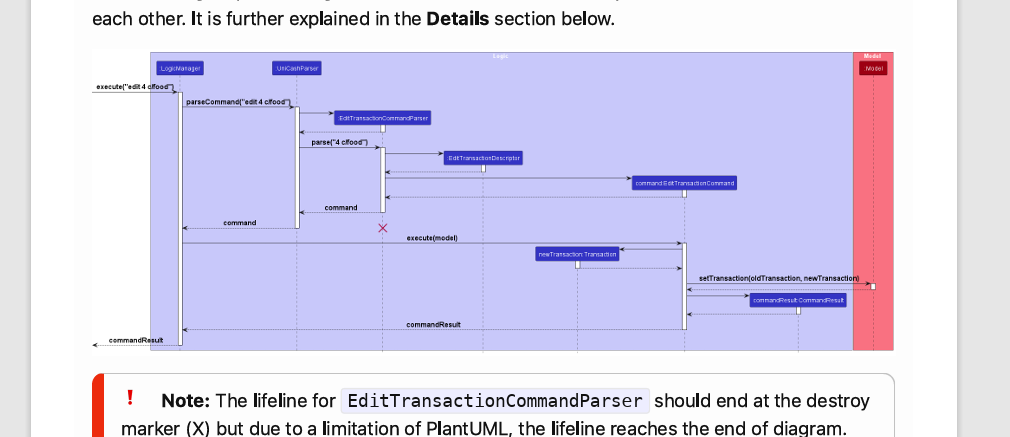 each other. It is further explained in the Details section below.
Logic
Model
:LogicManager
:UniCashParser
:Model
execute("edit 4 c/food")
parseCommand("edit 4 c/food")
:EditTransactionCommandParser
parse("4 c/food")
:EditTransactionDescriptor
command:EditTransactionCommand
command
command
execute(model)
newTransaction:Transaction
setTransaction(oldTransaction, newTransaction)
commandResult:CommandResult
commandResult
commandResult
! Note: The lifeline for EditTransactionCommandParser should end at the destroy
marker (X) but due to a limitation of PlantUML, the lifeline reaches the end of diagram.